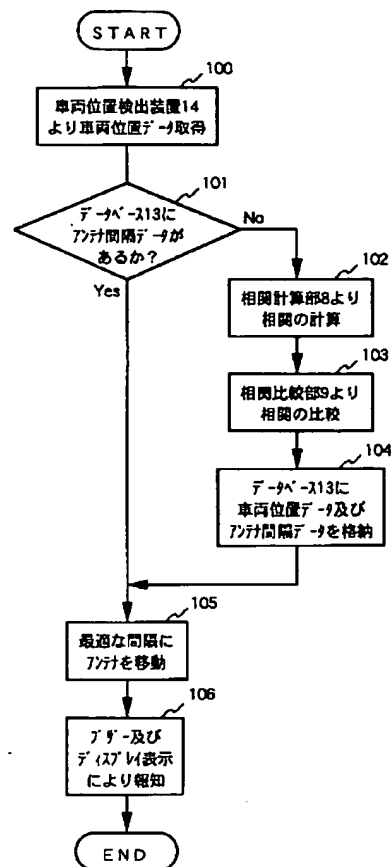 START
100
車両位置検出装置14
より車両位置データ取得
101
データベース13に
アンテナ間隔データが
あるか?
No
Yes
102
相関計算部8より
相関の計算
103
相関比較部9より
相関の比較
104
データベース13に
車両位置データ及び
アンテナ間隔データを格納
105
最適な間隔に
アンテナを移動
106
ブザー及び
ディスプレイ表示
により報知
END